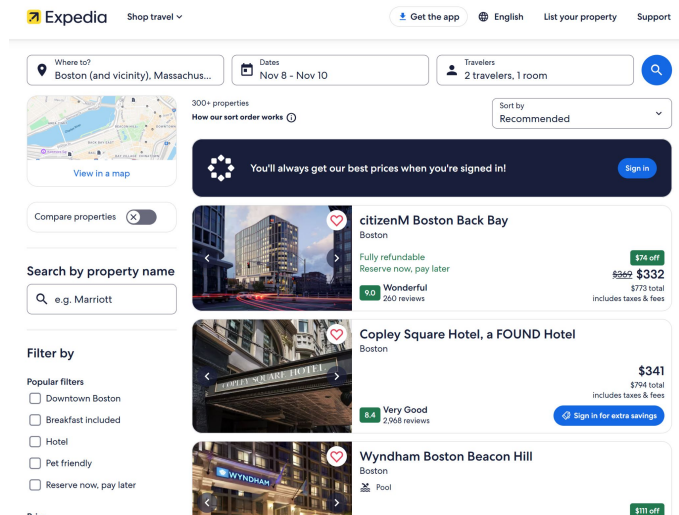 Expedia
Shop travel
Get the app
English
List your property
Support
Where to?
Boston (and vicinity), Massachus...
Dates
Nov 8 - Nov 10
Travelers
2 travelers, 1 room
View in a map
300+ properties
How our sort order works
Sort by
Recommended
You'll always get our best prices when you're signed in!
Sign in
Compare properties
Search by property name
e.g. Marriott
Filter by
Popular filters
Downtown Boston
Breakfast included
Hotel
Pet friendly
Reserve now, pay later
citizenM Boston Back Bay
Boston
Fully refundable
Reserve now, pay later
9.0 Wonderful
260 reviews
$74 off
$369 $332
$773 total
includes taxes & fees
COPLEY SQUARE HOTEL
Copley Square Hotel, a FOUND Hotel
Boston
8.4 Very Good
2,968 reviews
$341
$794 total
includes taxes & fees
Sign in for extra savings
WYNDHAM
Wyndham Boston Beacon Hill
Boston
Pool
$111 off